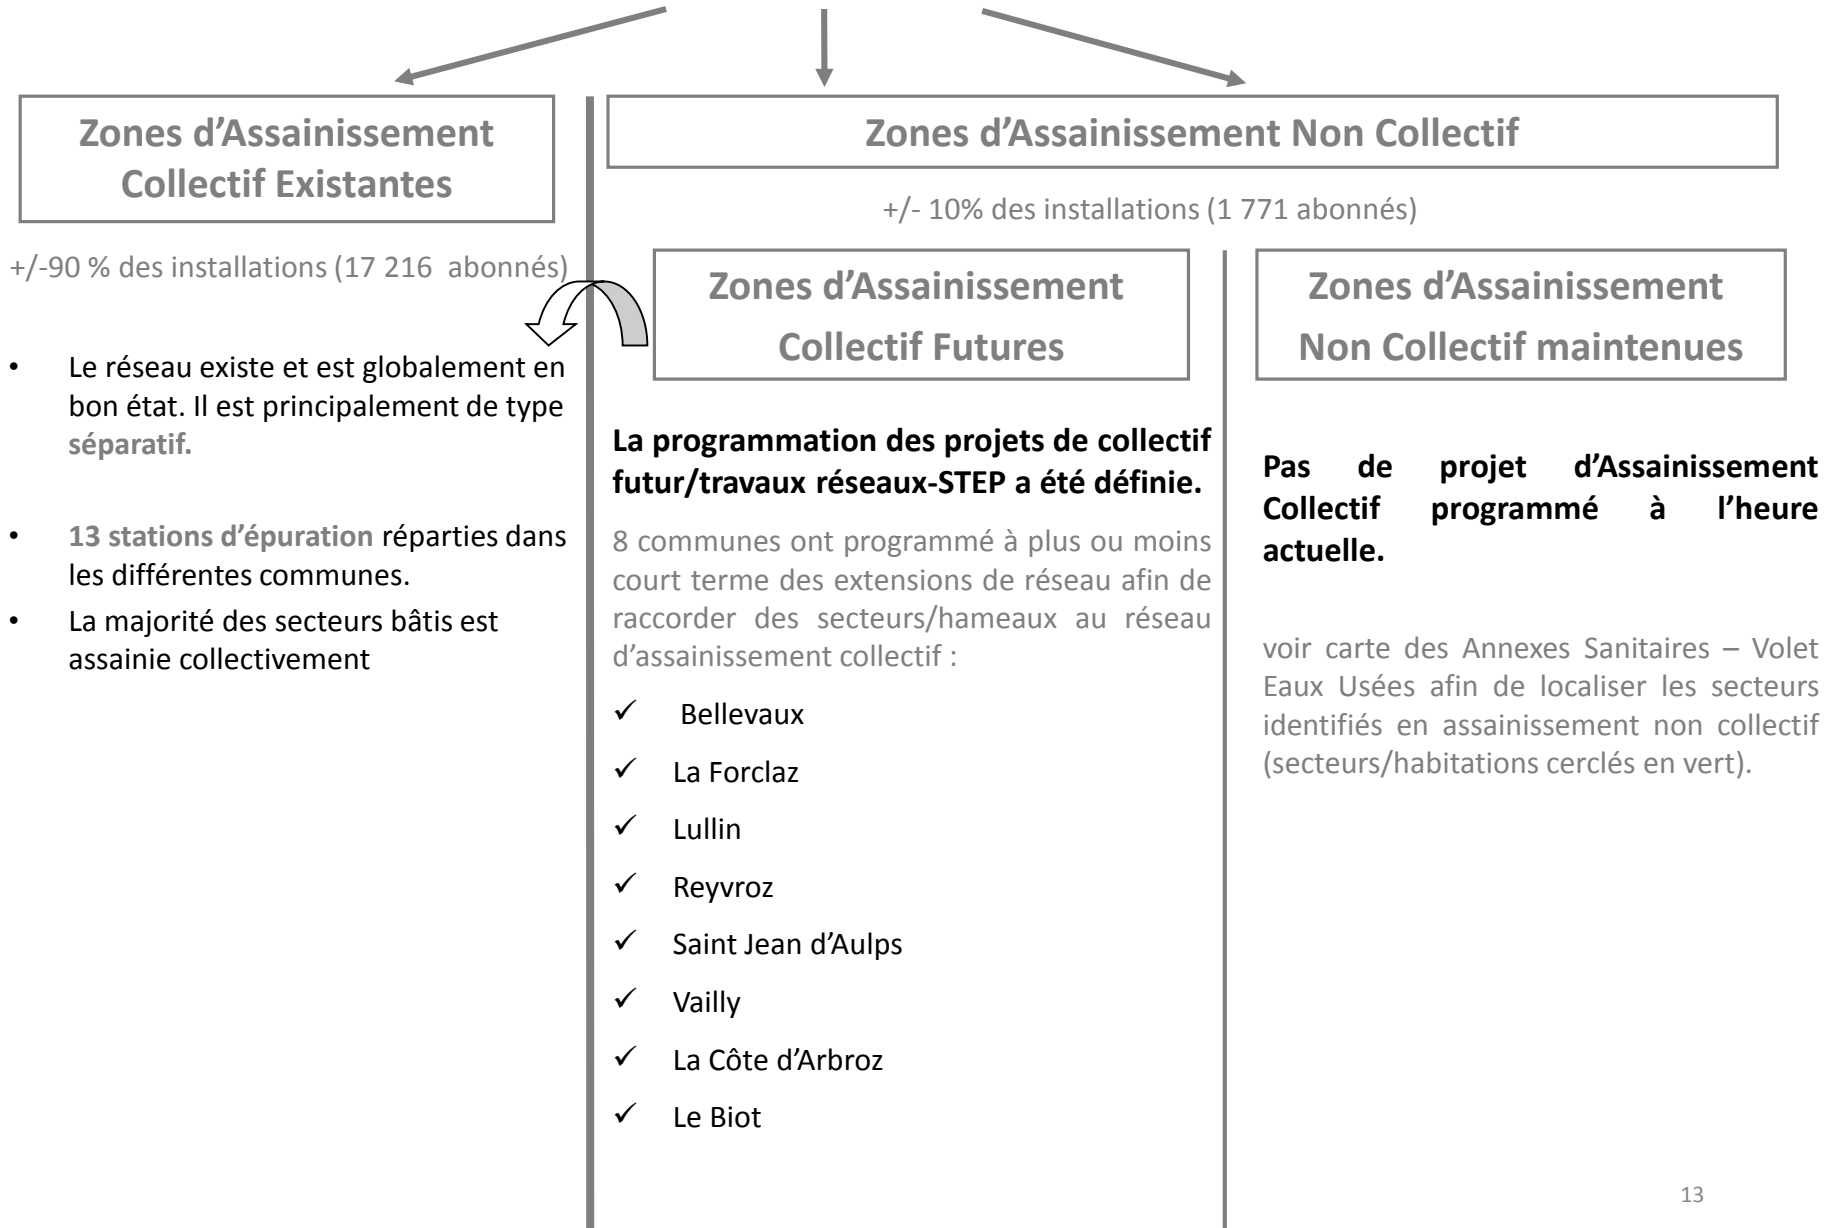 Zones d’Assainissement
Collectif Existantes
+/-90 % des installations (17 216 abonnés)
• Le réseau existe et est globalement en
bon état. Il est principalement de type
séparatif.
• 13 stations d’épuration réparties dans
les différentes communes.
• La majorité des secteurs bâtis est
assainie collectivement
Zones d’Assainissement Non Collectif
+/- 10% des installations (1 771 abonnés)
Zones d’Assainissement
Collectif Futures
La programmation des projets de collectif
futur/travaux réseaux-STEP a été définie.
8 communes ont programmé à plus ou moins
court terme des extensions de réseau afin de
raccorder des secteurs/hameaux au réseau
d’assainissement collectif :
✓ Bellevaux
✓ La Forclaz
✓ Lullin
✓ Reyvroz
✓ Saint Jean d’Aulps
✓ Vailly
✓ La Côte d’Arbroz
✓ Le Biot
Zones d’Assainissement
Non Collectif maintenues
Pas de projet d’Assainissement
Collectif programmé à l’heure
actuelle.
voir carte des Annexes Sanitaires – Volet
Eaux Usées afin de localiser les secteurs
identifiés en assainissement non collectif
(secteurs/habitations cerclés en vert).
13